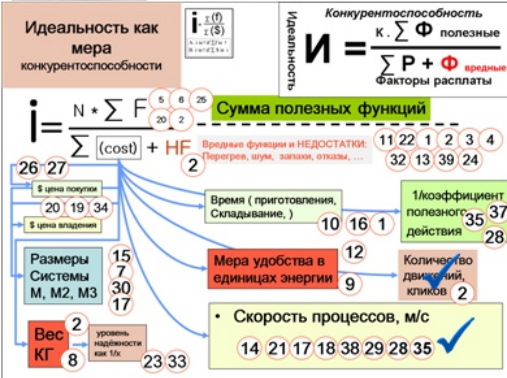 Идеальность как
мера
конкурентоспособности
i = Σ(f)
Σ($)
Идеальность
Конкурентоспособность
И = К. Σ Ф полезные
Σ Р + Ф вредные
Факторы расплаты
i = N * Σ F
5 6 25
20 2
Сумма полезных функций
Σ (cost) + HF
2
Вредные функции и НЕДОСТАТКИ:
Перегрев, шум, запахи, отказы, ...
11 22 1 2 3 4
32 13 39 24
26 27
$ цена покупки
20 19 34
$ цена владения
Время ( приготовления,
Складывание, )
10 16 1
1/коэффициент
полезного
действия
35 37
28
Размеры
Системы
М, М2, М3
15
7
30
17
Мера удобства в
единицах энергии
12
9
Количество
движений,
кликов
2
• Скорость процессов, м/с
14 21 17 18 38 29 28 35
Вес
КГ
2
8
уровень
надёжности
как 1/х
23 33